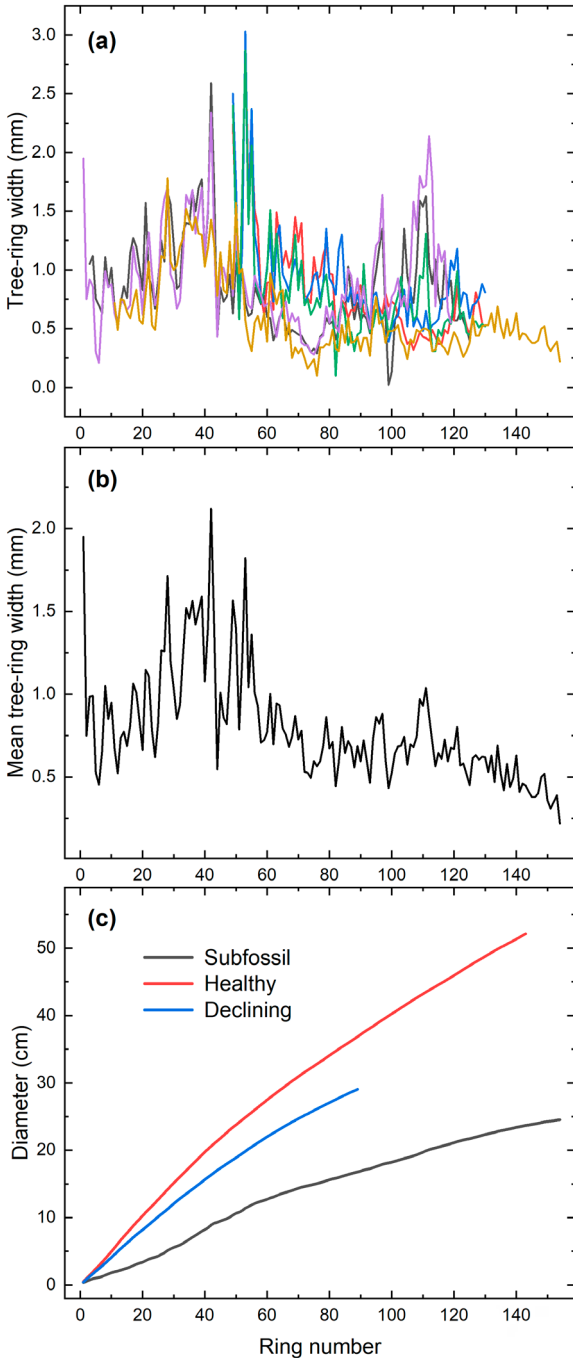 (a)
Tree-ring width (mm)
3.0
2.5
2.0
1.5
1.0
0.5
0.0
0 20 40 60 80 100 120 140
(b)
Mean tree-ring width (mm)
2.0
1.5
1.0
0.5
0 20 40 60 80 100 120 140
(c)
Subfossil
Healthy
Declining
Diameter (cm)
50
40
30
20
10
0
0 20 40 60 80 100 120 140
Ring number